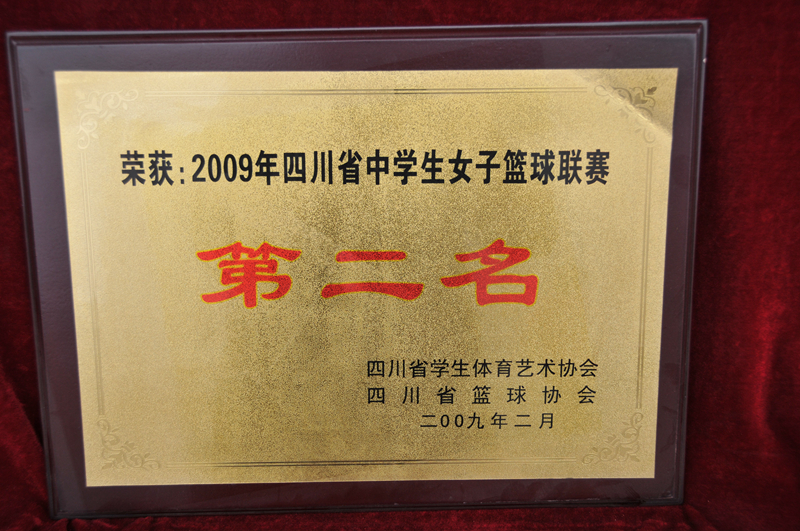 荣获:2009年四川省中学生女子篮球联赛
第二名
四川省学生体育艺术协会
四川省篮球协会
二00九年二月